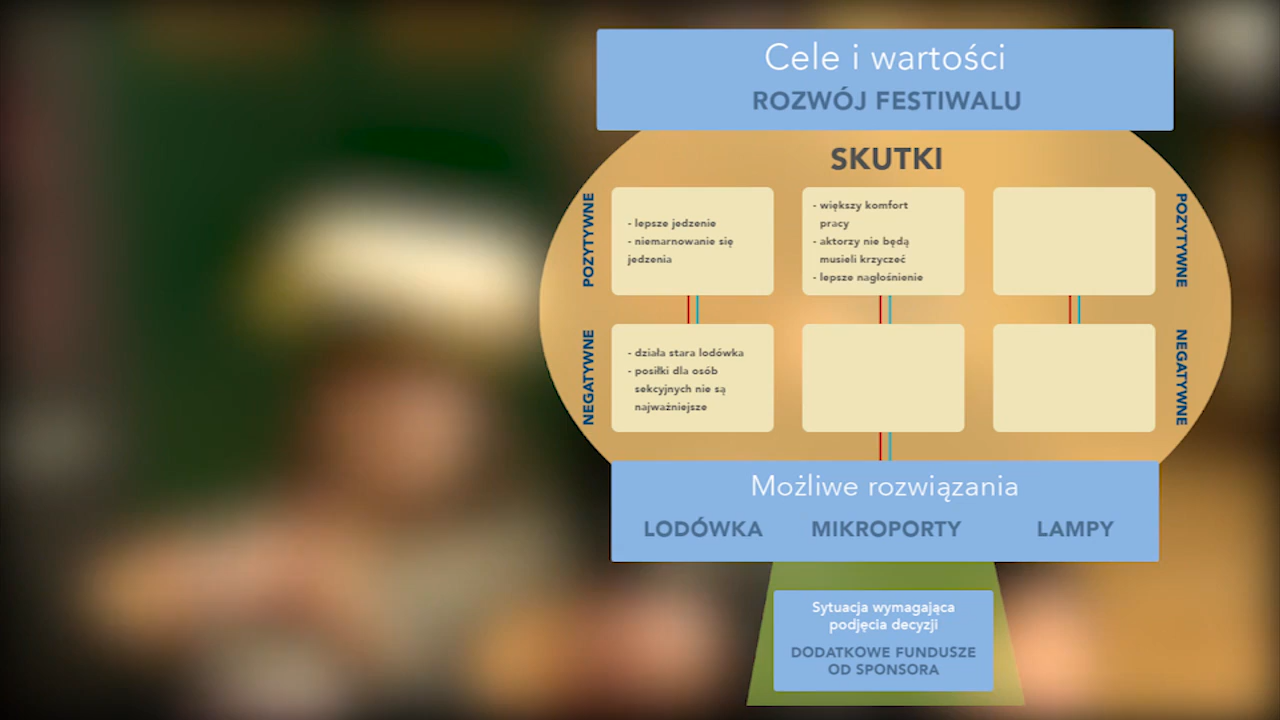 Cele i wartości
ROZWÓJ FESTIWALU
SKUTKI
POZYTYWNE
- lepsze jedzenie
- niemarnowanie się
jedzenia
- większy komfort
pracy
- aktorzy nie będą
musieli krzyczeć
- lepsze nagłośnienie
POZYTYWNE
NEGATYWNE
- działa stara lodówka
- posiłki dla osób
sekcyjnych nie są
najważniejsze
NEGATYWNE
Możliwe rozwiązania
LODÓWKA MIKROPORTY LAMPY
Sytuacja wymagająca
podjęcia decyzji
DODATKOWE FUNDUSZE
OD SPONSORA